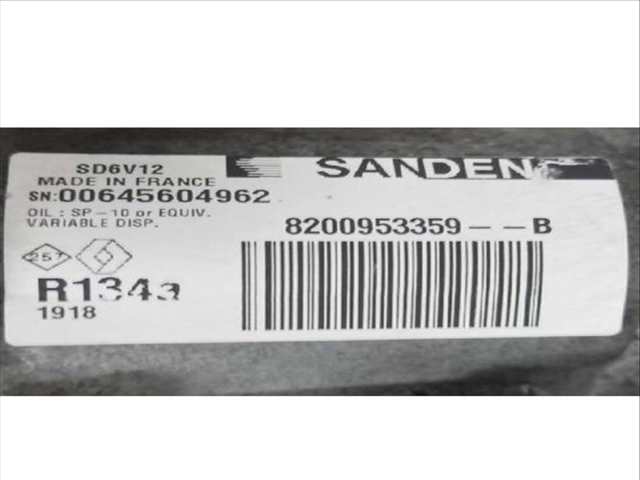 SD6V12
SANDEN
MADE IN FRANCE
SN:00645604962
OIL : SP-10 or EQUIV.
VARIABLE DISP.
8200953359--B
257
R134a
1918